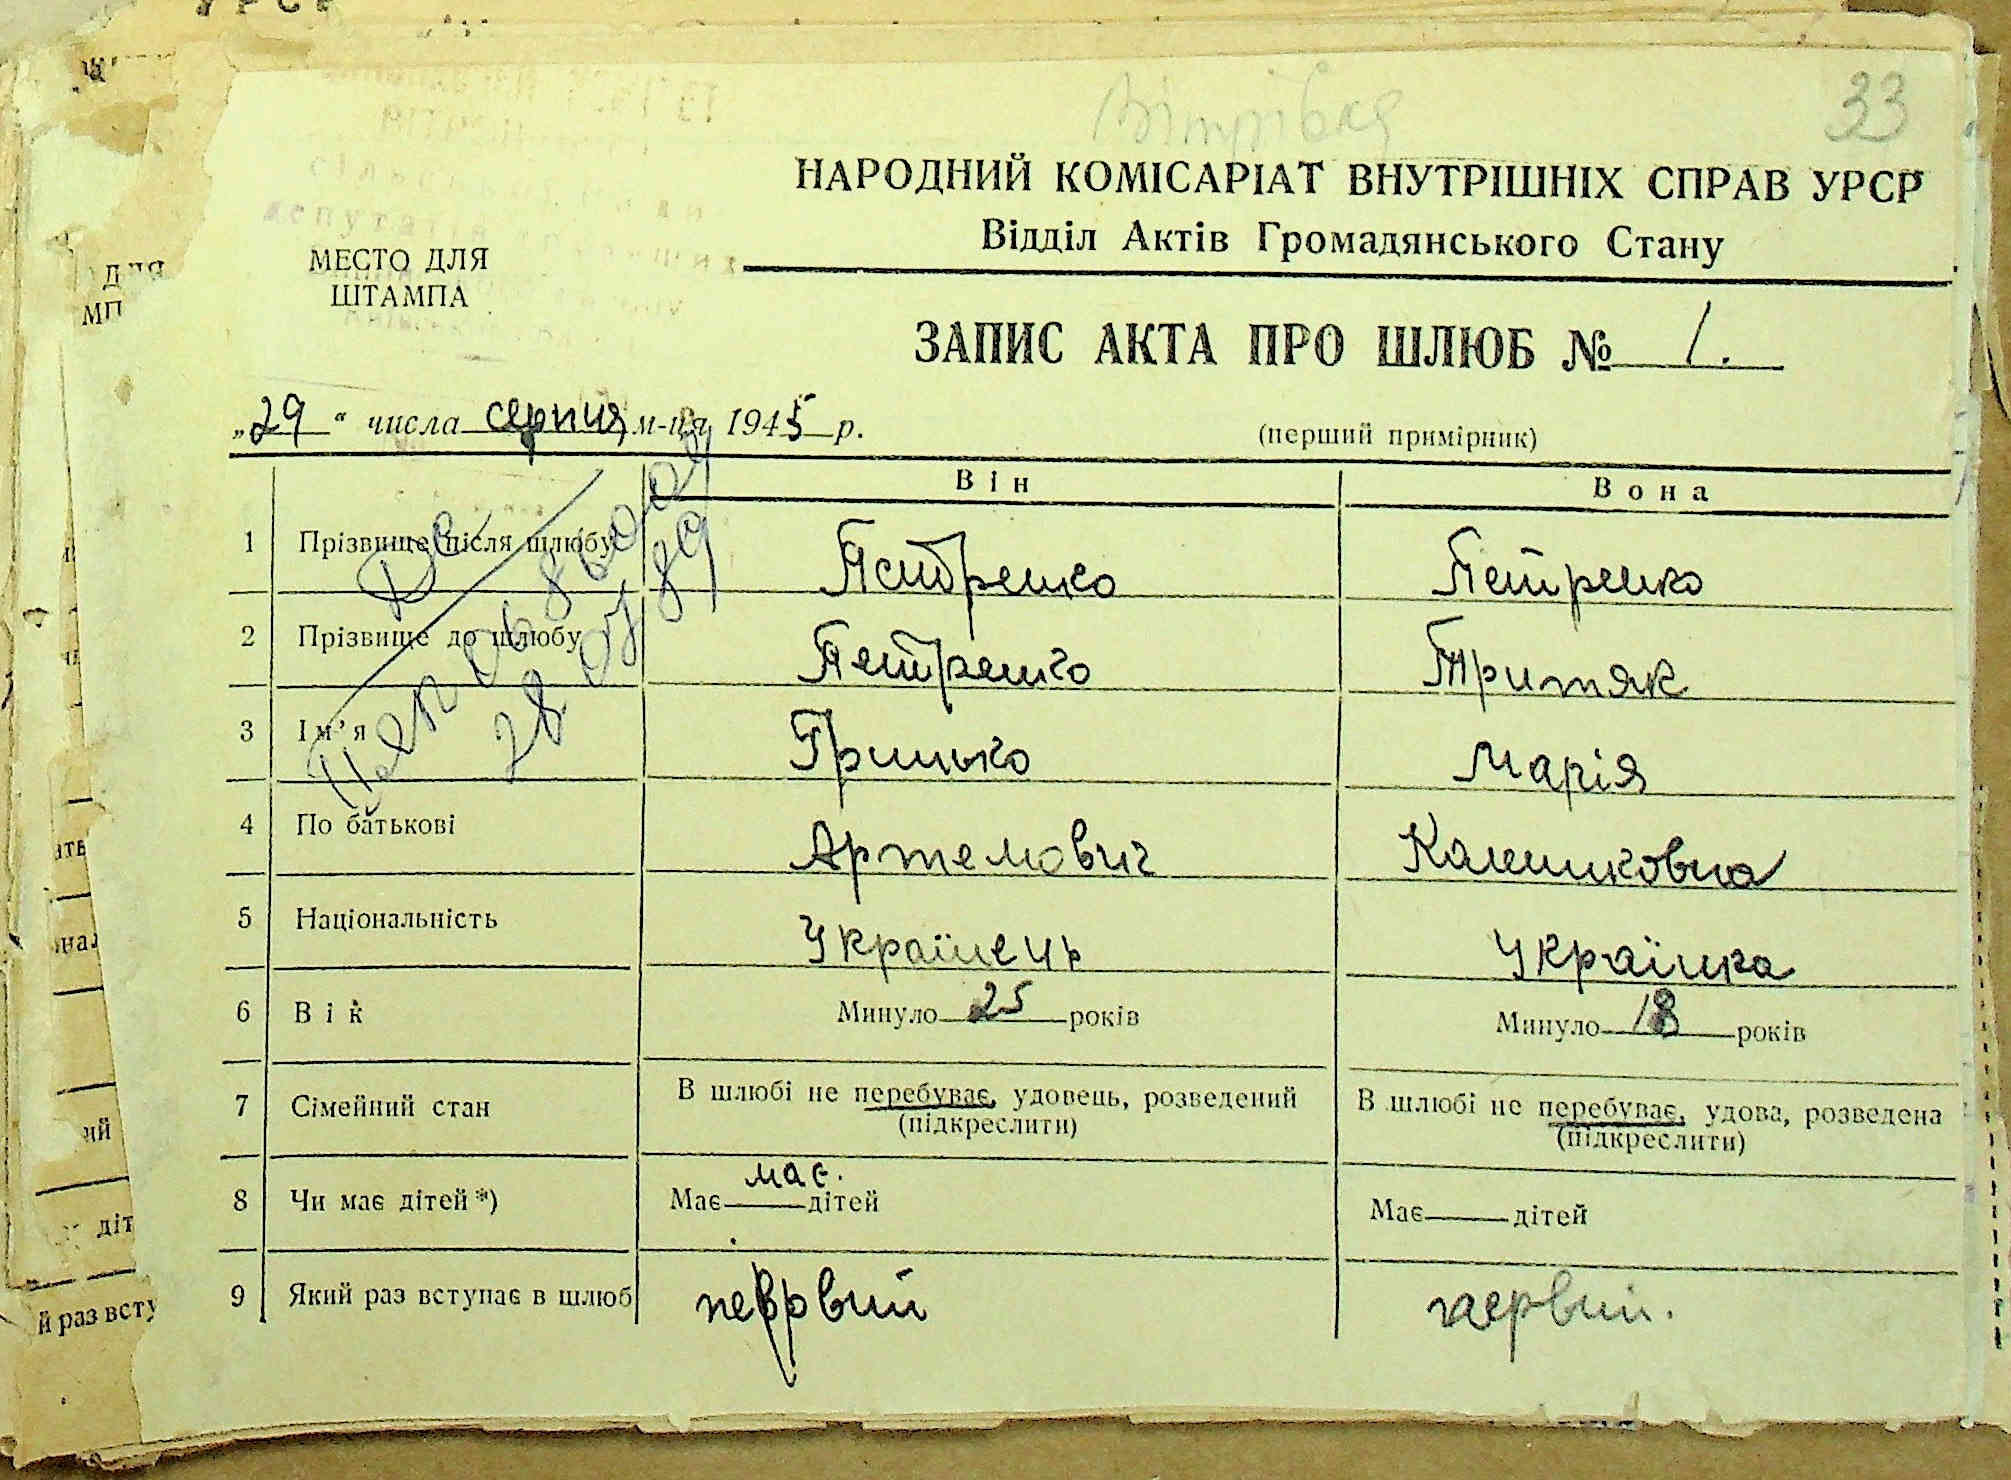 Вітрівка
33
НАРОДНИЙ КОМІСАРІАТ ВНУТРІШНІХ СПРАВ УРСР
Відділ Актів Громадянського Стану
МЕСТО ДЛЯ
ШТАМПА
ЗАПИС АКТА ПРО ШЛЮБ № 1.
„29“ числа серпня м-ця 1945 р.
(перший примірник)
Він Вона
1 Прізвище після шлюбу Петренко Петренко
2 Прізвище до шлюбу Петренко Тритяк
3 Ім’я Грицько Марія
4 По батькові Артемович
5 Національність Українець Українка
6 Вік Минуло 25 років Минуло 18 років
7 Сімейний стан В шлюбі не перебуває, удовець, розведений В шлюбі не перебуває, удова, розведена
(підкреслити) (підкреслити)
8 Чи має дітей*) Має має. дітей Має дітей
9 Який раз вступає в шлюб первий первий.